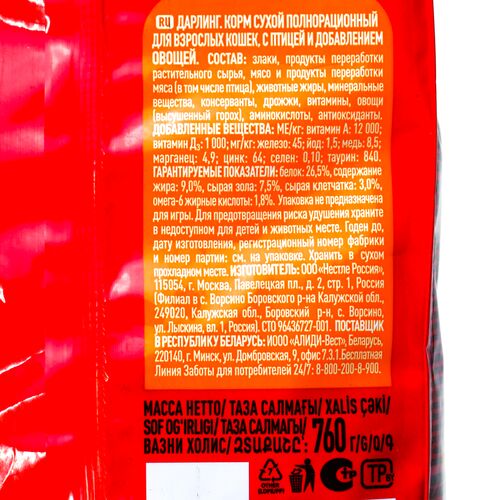 RU ДАРЛИНГ. КОРМ СУХОЙ ПОЛНОРАЦИОННЫЙ
ДЛЯ ВЗРОСЛЫХ КОШЕК, С ПТИЦЕЙ И ДОБАВЛЕНИЕМ
ОВОЩЕЙ. СОСТАВ: злаки, продукты переработки
растительного сырья, мясо и продукты переработки
мяса (в том числе птица), животные жиры, минеральные
вещества, консерванты, дрожжи, витамины, овощи
(высушенный горох), аминокислоты, антиоксиданты.
ДОБАВЛЕННЫЕ ВЕЩЕСТВА: МЕ/кг: витамин А: 12 000;
витамин Д3: 1 000; мг/кг: железо: 45; йод: 1,5; медь: 8,5;
марганец: 4,9; цинк: 64; селен: 0,10; таурин: 840.
ГАРАНТИРУЕМЫЕ ПОКАЗАТЕЛИ: белок: 26,5%, содержание
жира: 9,0%, сырая зола: 7,5%, сырая клетчатка: 3,0%,
омега-6 жирные кислоты: 1,8%. Упаковка не предназначена
для игры. Для предотвращения риска удушения храните
в недоступном для детей и животных месте. Годен до,
дату изготовления, регистрационный номер фабрики
и номер партии: см. на упаковке. Хранить в сухом
прохладном месте. ИЗГОТОВИТЕЛЬ: ООО «Нестле Россия»,
115054, г. Москва, Павелецкая пл., д. 2, стр. 1, Россия
(Филиал в с. Ворсино Боровского р-на Калужской обл.,
249020, Калужская обл., Боровский р-н, с. Ворсино,
ул. Лыскина, вл. 1, Россия). СТО 96436727-001. ПОСТАВЩИК
В РЕСПУБЛИКУ БЕЛАРУСЬ: ИООО «АЛИДИ-Вест», Беларусь,
220140, г. Минск, ул. Домбровская, 9, офис 7.3.1. Бесплатная
Линия Заботы для потребителей 24/7: 8-800-200-8-900.
МАССА НЕТТО/ ТАЗА САЛМАҒЫ/ XALİS ÇƏKİ/
SOF OG'IRLIGI/ ТАЗА САЛМАГЫ/
ВАЗНИ ХОЛИС/ ԶՏԱՔԱՇԸ: 760 г/g/Q/Գ
TP